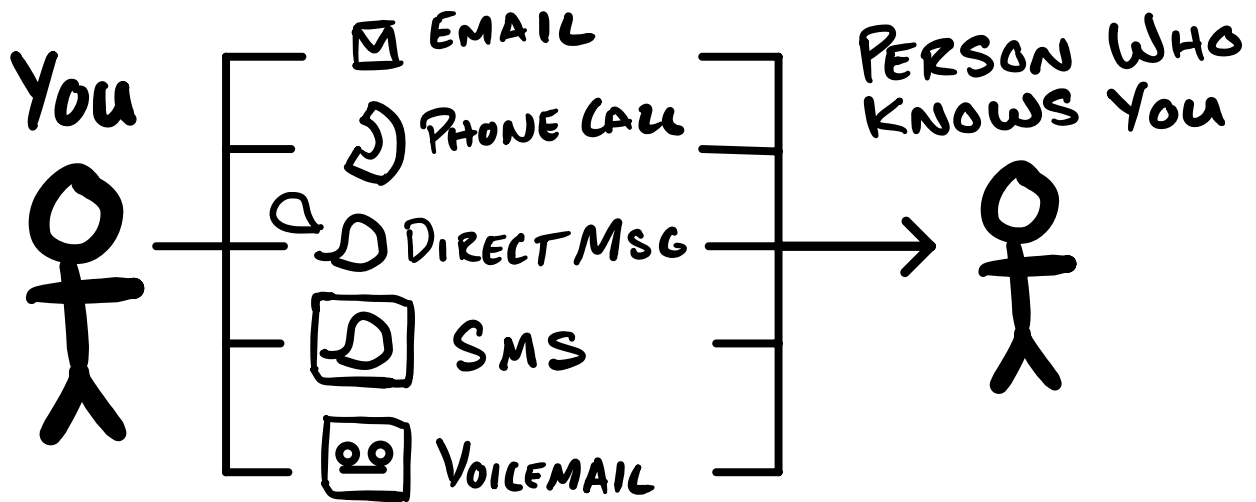 You
EMAIL
PHONE CALL
DIRECT MSG
SMS
VOICEMAIL
PERSON WHO
KNOWS YOU